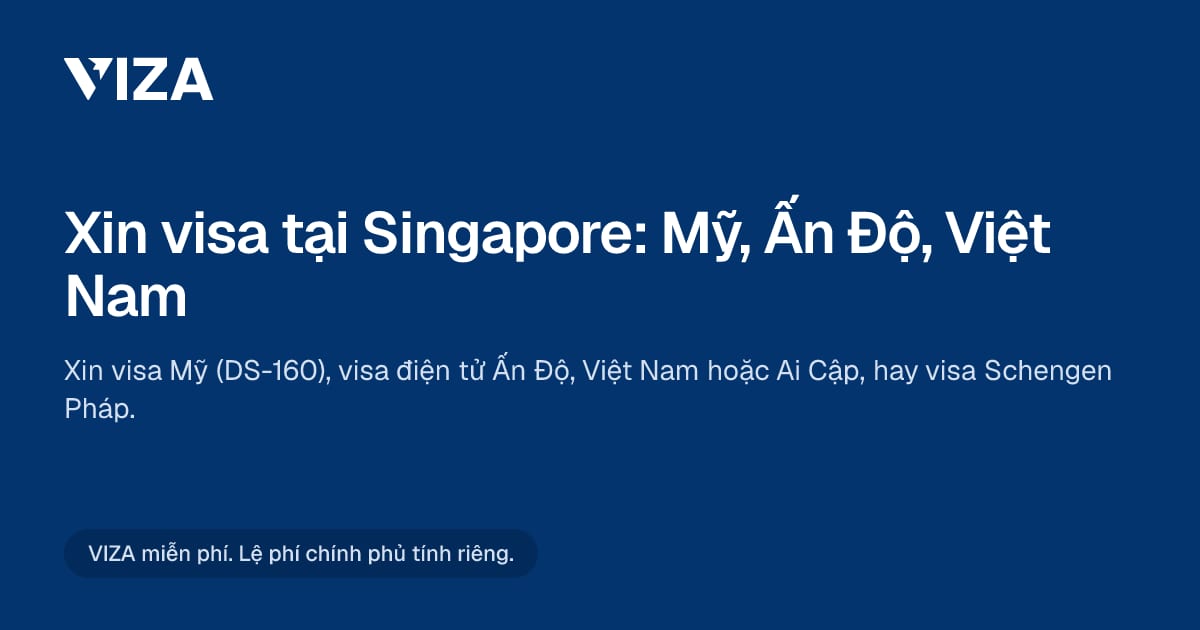 VIZA
Xin visa tại Singapore: Mỹ, Ấn Độ, Việt
Nam
Xin visa Mỹ (DS-160), visa điện tử Ấn Độ, Việt Nam hoặc Ai Cập, hay visa Schengen
Pháp.
VIZA miễn phí. Lệ phí chính phủ tính riêng.